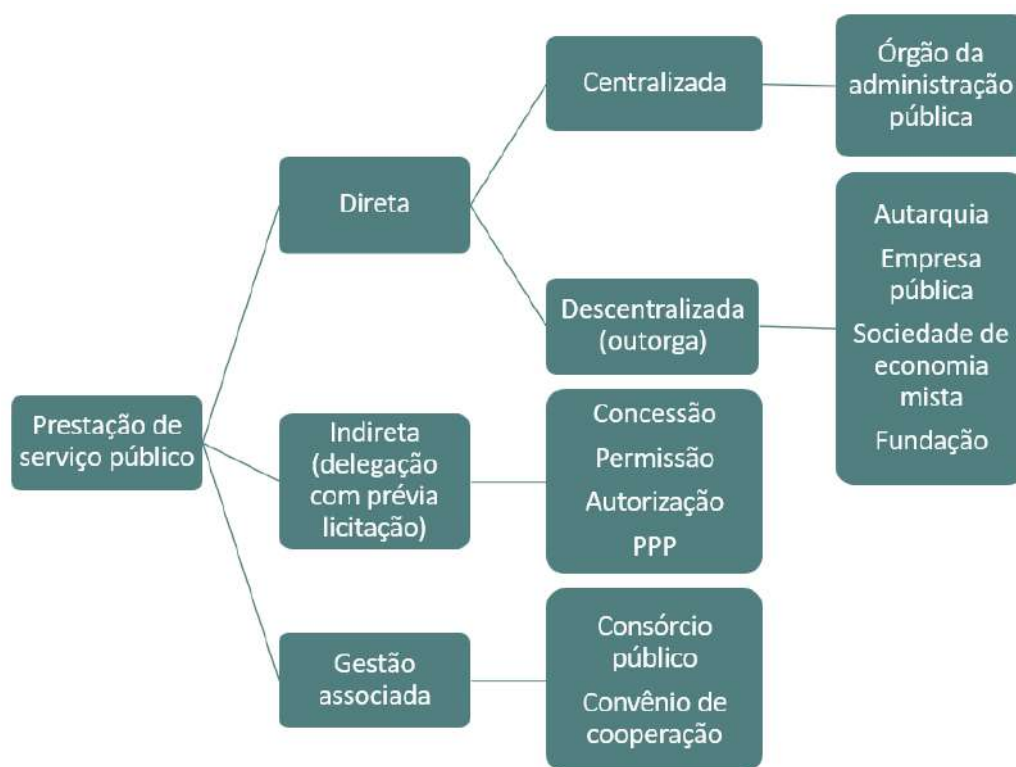 Prestação de
serviço público
Direta
Centralizada
Órgão da
administração
pública
Descentralizada
(outorga)
Autarquia
Empresa
pública
Sociedade de
economia
mista
Fundação
Indireta
(delegação
com prévia
licitação)
Concessão
Permissão
Autorização
PPP
Gestão
associada
Consórcio
público
Convênio de
cooperação